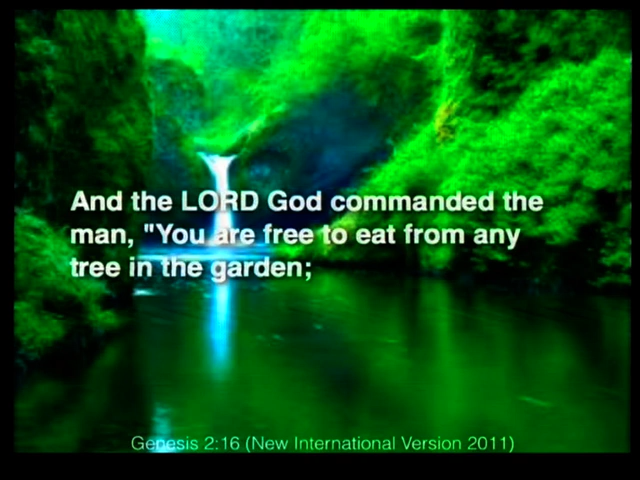 And the LORD God commanded the
man, "You are free to eat from any
tree in the garden;
Genesis 2:16 (New International Version 2011)